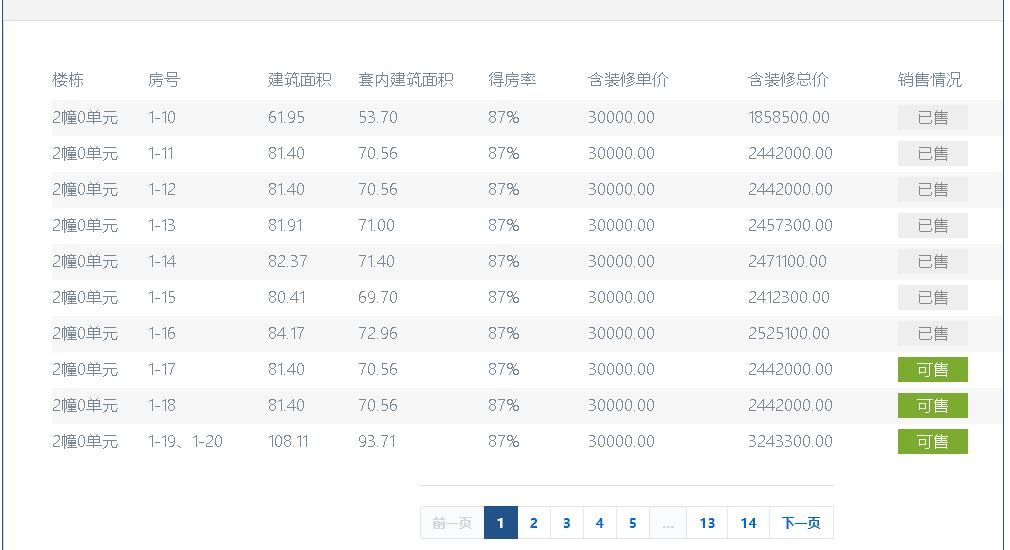 楼栋 房号 建筑面积 套内建筑面积 得房率 含装修单价 含装修总价 销售情况
2幢0单元 1-10 61.95 53.70 87% 30000.00 1858500.00 已售
2幢0单元 1-11 81.40 70.56 87% 30000.00 2442000.00 已售
2幢0单元 1-12 81.40 70.56 87% 30000.00 2442000.00 已售
2幢0单元 1-13 81.91 71.00 87% 30000.00 2457300.00 已售
2幢0单元 1-14 82.37 71.40 87% 30000.00 2471100.00 已售
2幢0单元 1-15 80.41 69.70 87% 30000.00 2412300.00 已售
2幢0单元 1-16 84.17 72.96 87% 30000.00 2525100.00 已售
2幢0单元 1-17 81.40 70.56 87% 30000.00 2442000.00 可售
2幢0单元 1-18 81.40 70.56 87% 30000.00 2442000.00 可售
2幢0单元 1-19、1-20 108.11 93.71 87% 30000.00 3243300.00 可售
前一页 1 2 3 4 5 ... 13 14 下一页